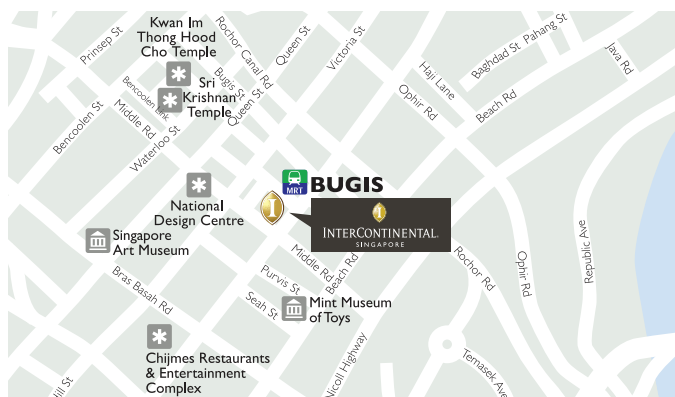 Kwan Im
Thong Hood
Cho Temple
Prinsep St
Rochor Canal Rd
Queen St
Victoria St
Baghdad St
Pahang St
Java Rd
Haji Lane
Ophir Rd
Beach Rd
Bencoolen St
Bencoolen Link
Middle Rd
Waterloo St
Bugis St
Queen St
Sri
Krishnan
Temple
MRT
BUGIS
National
Design Centre
I
I
INTERCONTINENTAL
SINGAPORE
Singapore
Art Museum
Bras Basah Rd
Purvis St
Seah St
Middle Rd
Beach Rd
Mint Museum
of Toys
Rochor Rd
Ophir Rd
Republic Ave
Nicoll Highway
Temasek Ave
Chijmes Restaurants
& Entertainment
Complex
Hill St